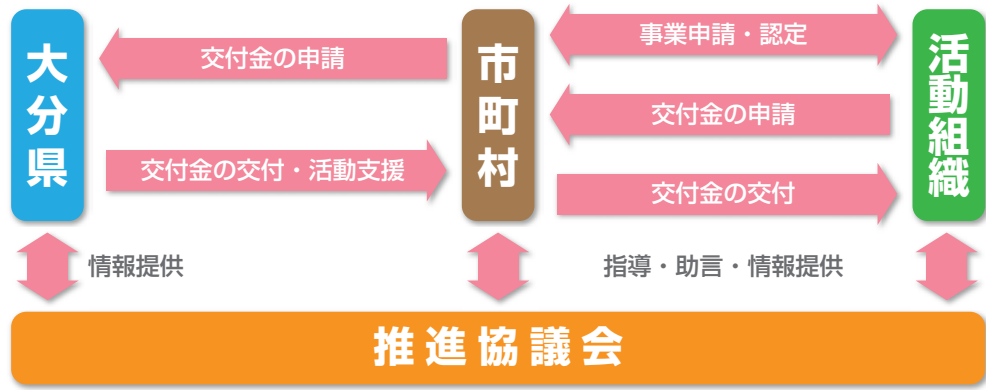 大分県
交付金の申請
交付金の交付・活動支援
市町村
事業申請・認定
交付金の申請
交付金の交付
活動組織
情報提供
指導・助言・情報提供
推進協議会